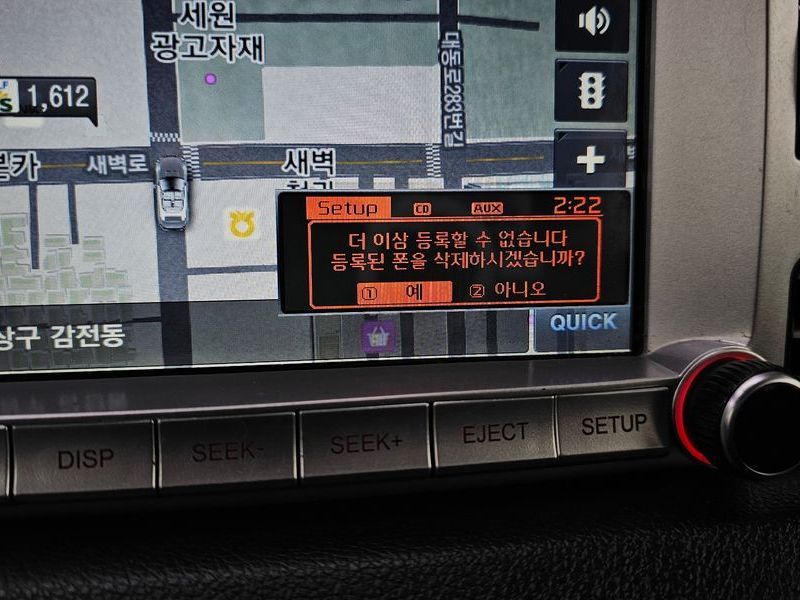 세원
광고자재
대동로283번길
1,612
새벽로
새벽
Setup CD AUX 2:22
더 이상 등록할 수 없습니다
등록된 폰을 삭제하시겠습니까?
1 예 2 아니오
상구 감전동
QUICK
DISP SEEK- SEEK+ EJECT SETUP